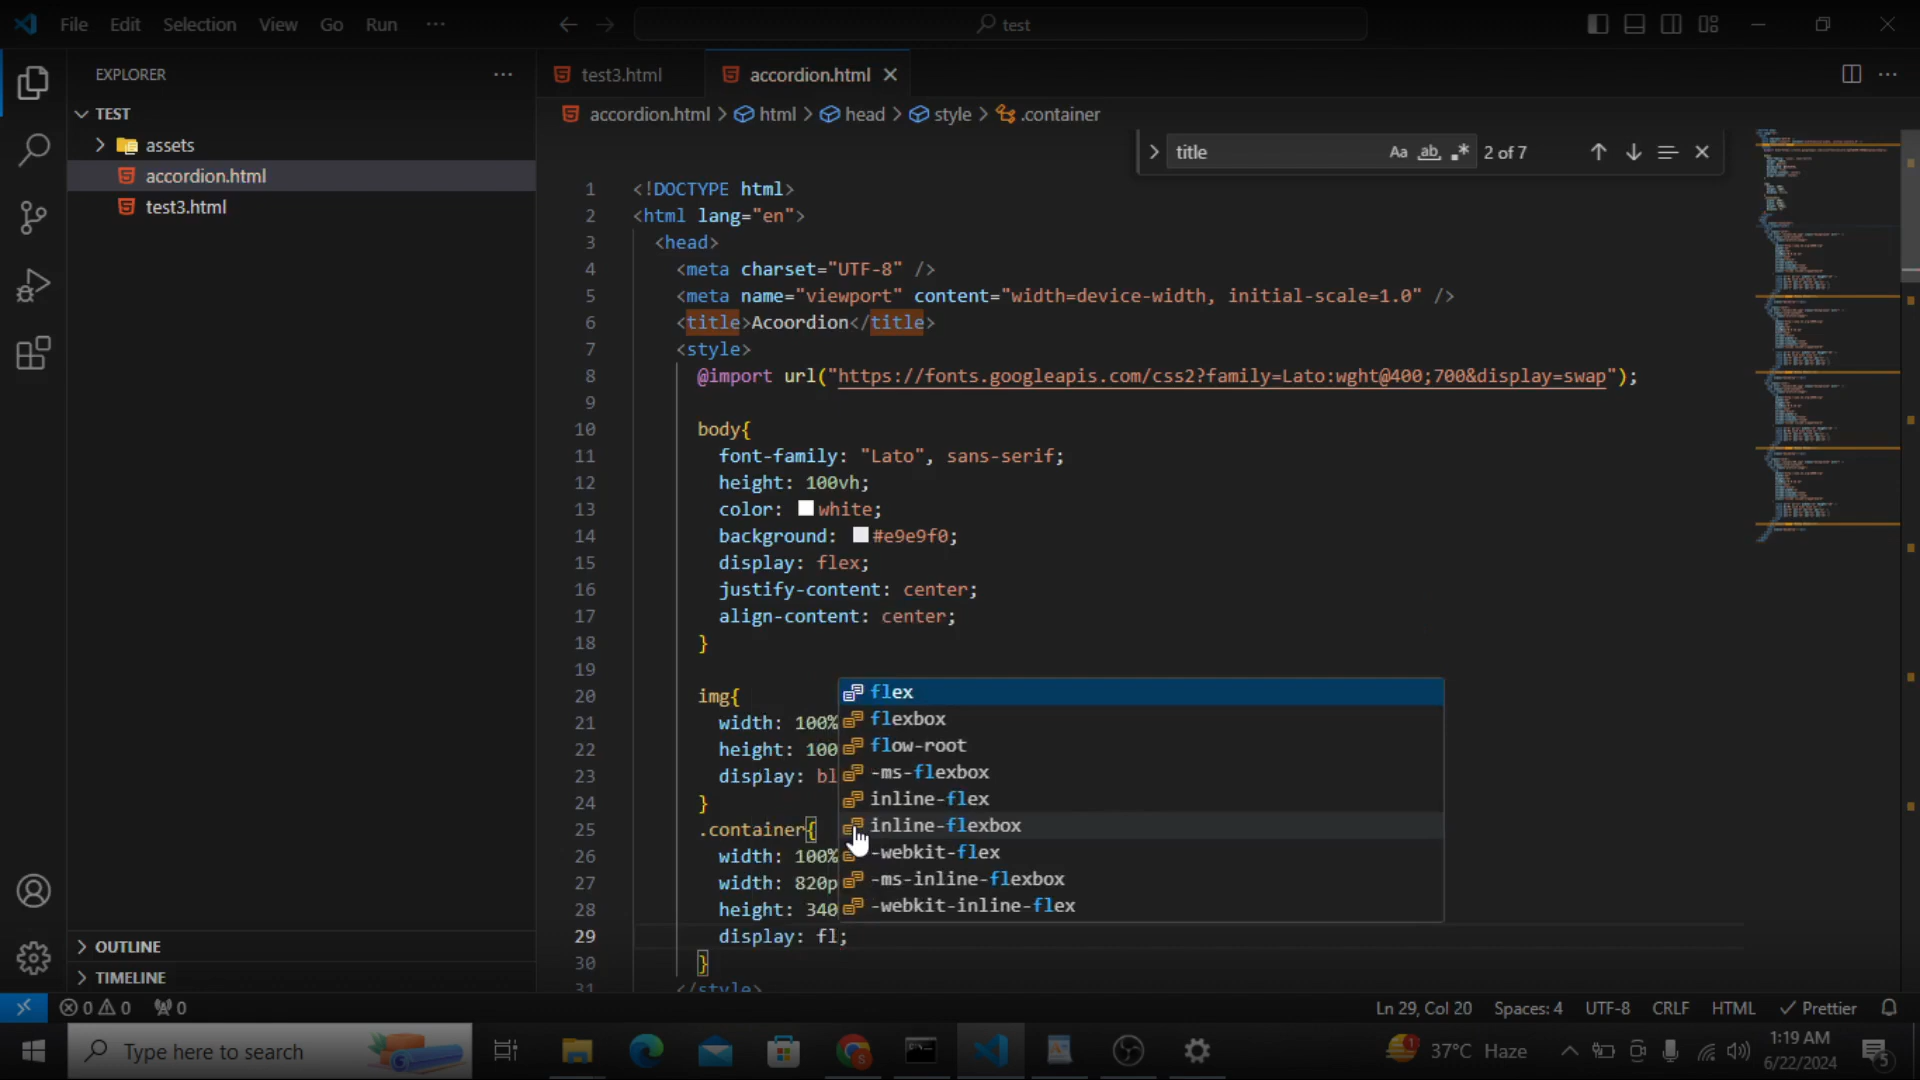 File Edit Selection View Go Run ··· test
EXPLORER ···
TEST
assets
accordion.html
test3.html
OUTLINE
TIMELINE
test3.html accordion.html
accordion.html > html > head > style > .container
title Aa ab .* 2 of 7
1 <!DOCTYPE html>
2 <html lang="en">
3 <head>
4 <meta charset="UTF-8" />
5 <meta name="viewport" content="width=device-width, initial-scale=1.0" />
6 <title>Acoordion</title>
7 <style>
8 @import url("https://fonts.googleapis.com/css2?family=Lato:wght@400;700&display=swap");
9
10 body{
11 font-family: "Lato", sans-serif;
12 height: 100vh;
13 color: white;
14 background: #e9e9f0;
15 display: flex;
16 justify-content: center;
17 align-content: center;
18 }
19
20 img{
21 width: 100%
22 height: 100
23 display: bl
24 }
25 .container{
26 width: 100%
27 width: 820p
28 height: 340
29 display: fl;
30 }
31 </style>
flex
flexbox
flow-root
-ms-flexbox
inline-flex
inline-flexbox
-webkit-flex
-ms-inline-flexbox
-webkit-inline-flex
0 0 0 Ln 29, Col 20 Spaces: 4 UTF-8 CRLF HTML Prettier
Type here to search 1 37°C Haze 1:19 AM
6/22/2024 5